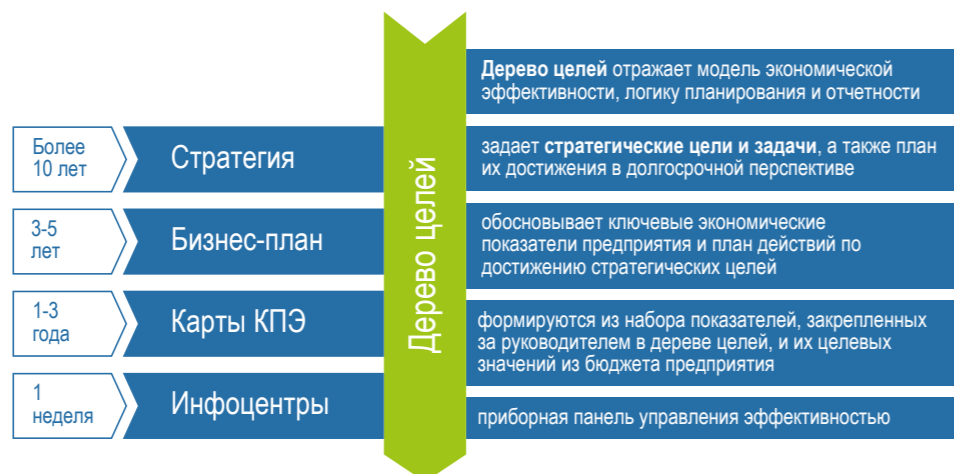 Дерево целей отражает модель экономической
эффективности, логику планирования и отчетности
Более
10 лет
Стратегия
задает стратегические цели и задачи, а также план
их достижения в долгосрочной перспективе
3-5
лет
Бизнес-план
обосновывает ключевые экономические
показатели предприятия и план действий по
достижению стратегических целей
1-3
года
Карты КПЭ
формируются из набора показателей, закрепленных
за руководителем в дереве целей, и их целевых
значений из бюджета предприятия
1
неделя
Инфоцентры
приборная панель управления эффективностью
Дерево целей